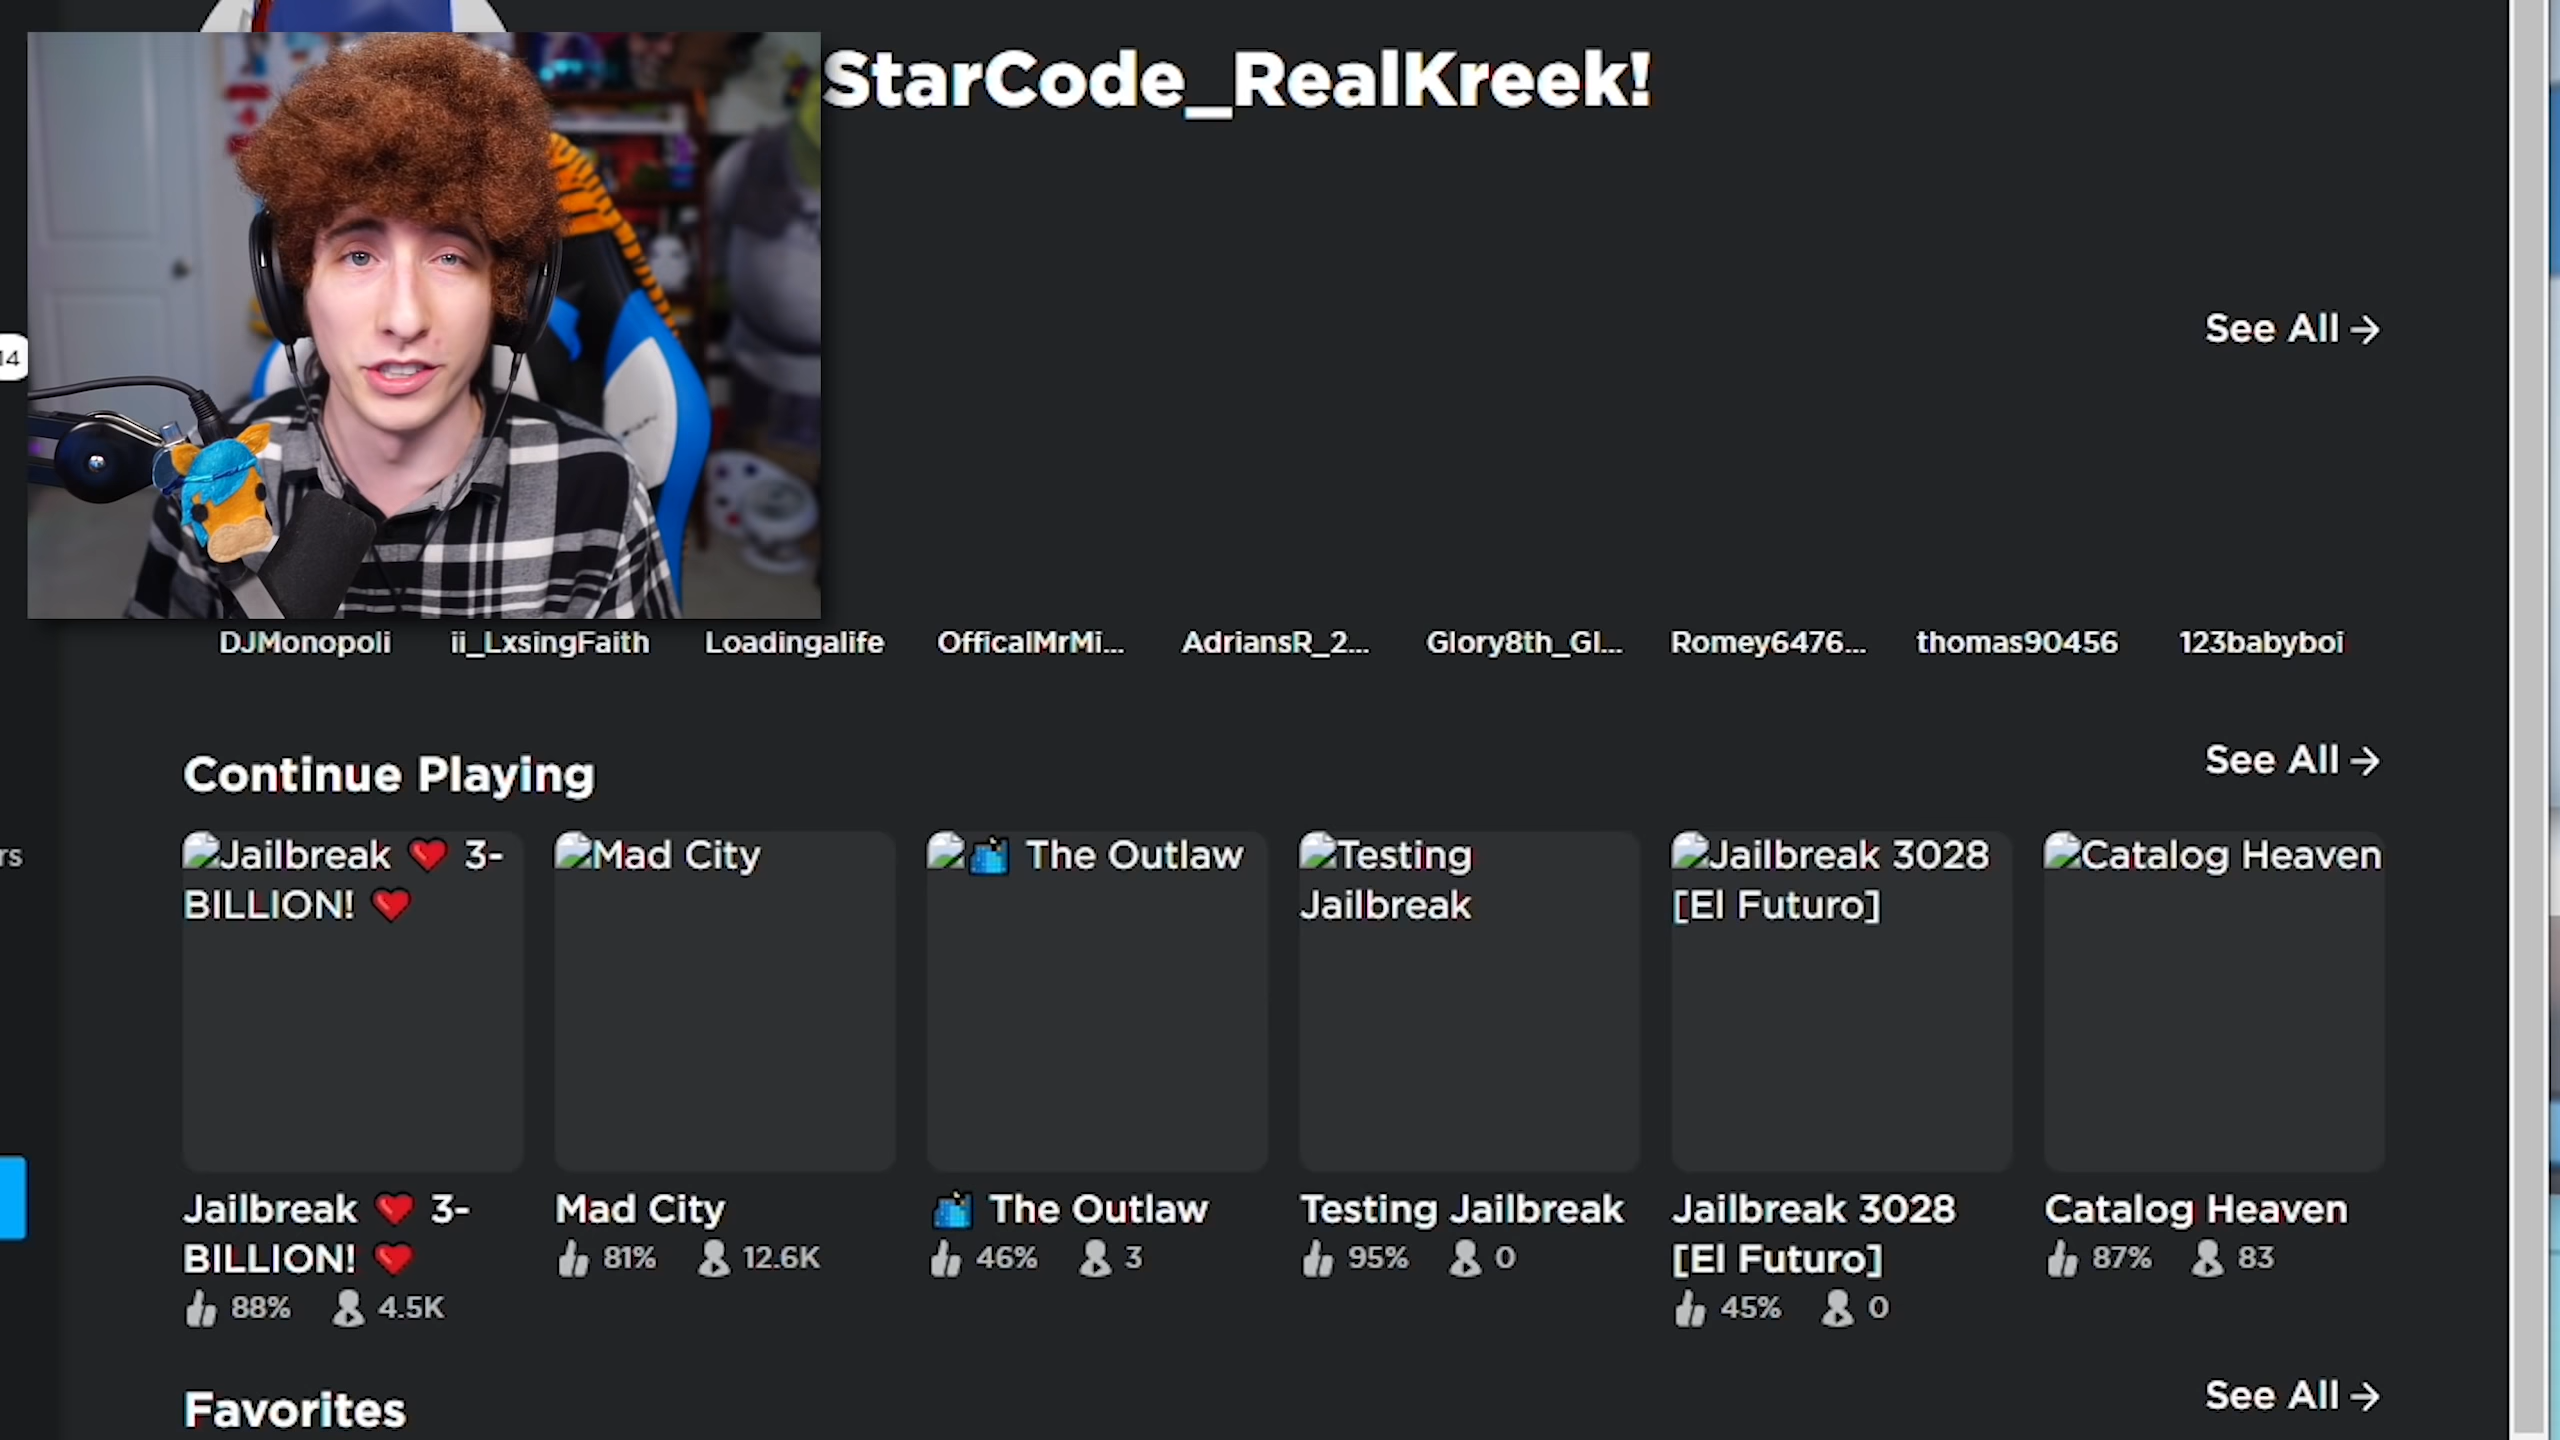 StarCode_RealKreek!
14
See All →
DJMonopoli ii_LxsingFaith Loadingalife OfficalMrMi... AdriansR_2... Glory8th_Gl... Romey6476... thomas90456 123babyboi
Continue Playing
See All →
rs
Jailbreak ❤️ 3-
BILLION! ❤️
Mad City
The Outlaw
Testing
Jailbreak
Jailbreak 3028
[El Futuro]
Catalog Heaven
Jailbreak ❤️ 3-
BILLION! ❤️
88% 4.5K
Mad City
81% 12.6K
The Outlaw
46% 3
Testing Jailbreak
95% 0
Jailbreak 3028
[El Futuro]
45% 0
Catalog Heaven
87% 83
Favorites
See All →